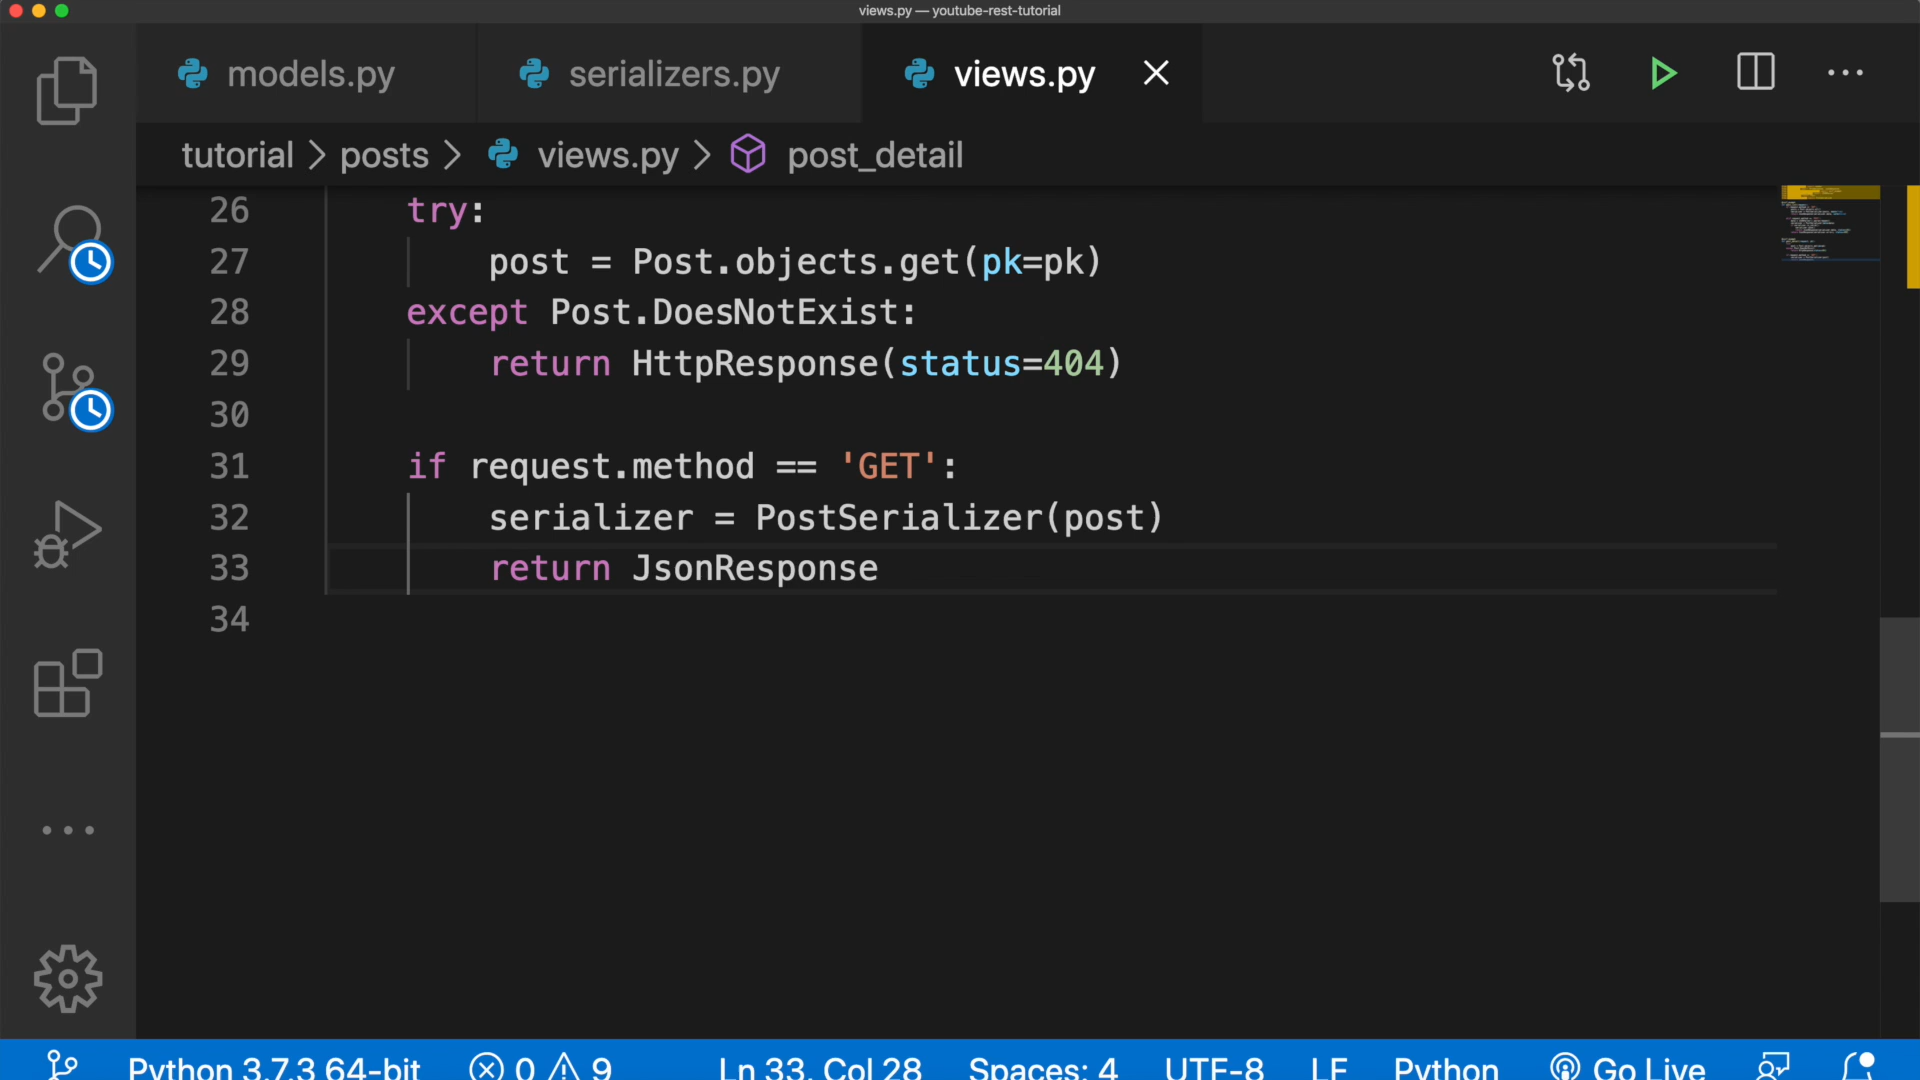 views.py — youtube-rest-tutorial
models.py serializers.py views.py
tutorial > posts > views.py > post_detail
26 try:
27 post = Post.objects.get(pk=pk)
28 except Post.DoesNotExist:
29 return HttpResponse(status=404)
30
31 if request.method == 'GET':
32 serializer = PostSerializer(post)
33 return JsonResponse
34
Python 3.7.3 64-bit 0 9 Ln 33, Col 28 Spaces: 4 UTF-8 LF Python Go Live